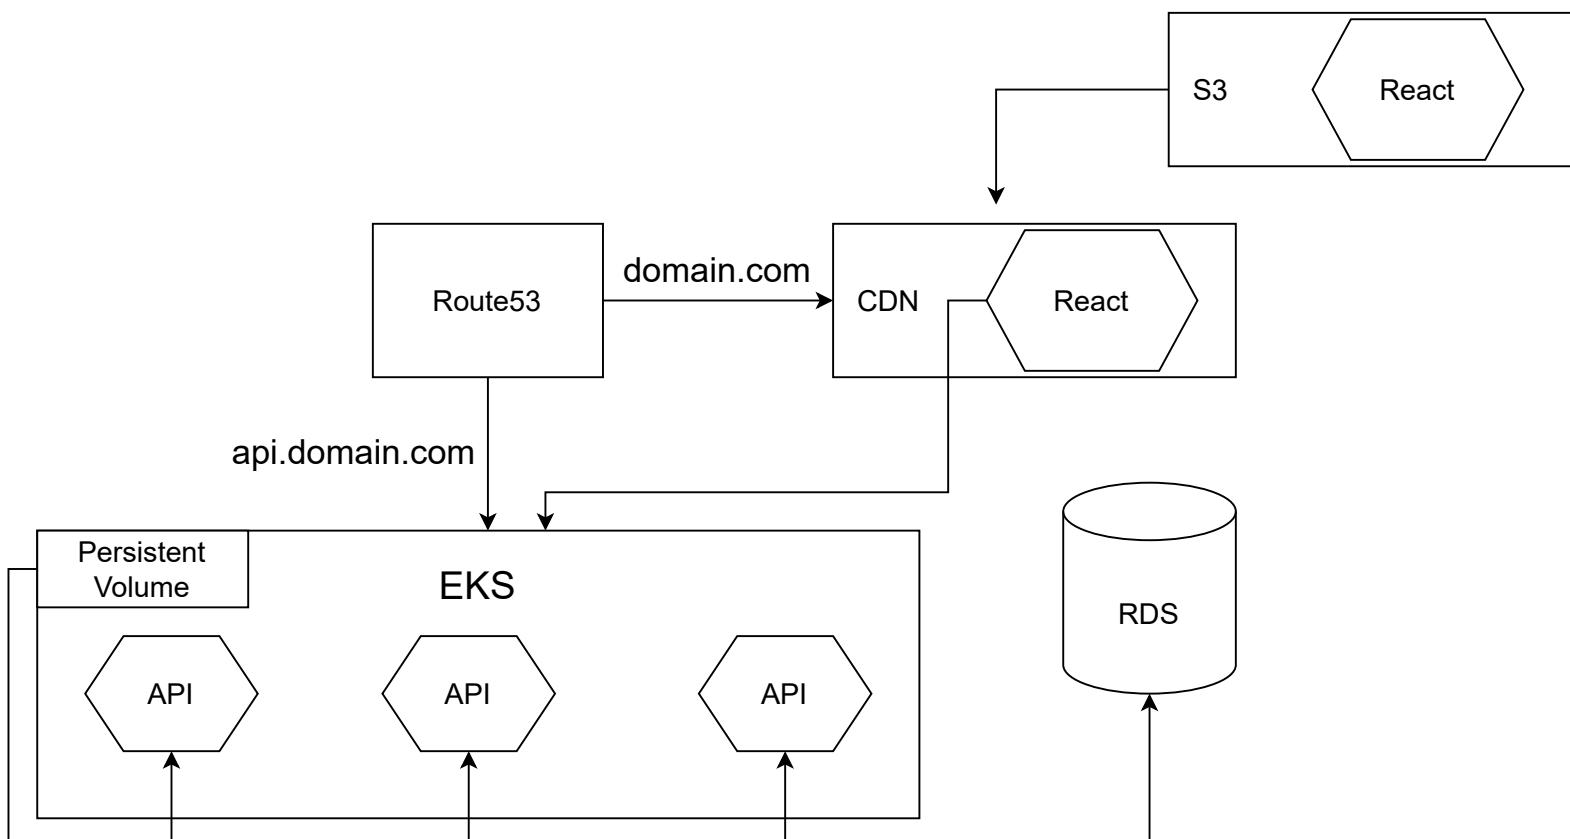 S3
React
domain.com
Route53
CDN
React
api.domain.com
Persistent
Volume
EKS
RDS
API
API
API